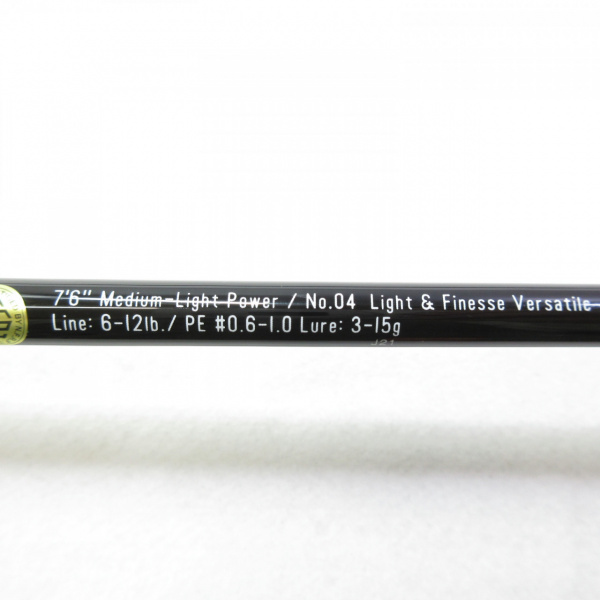 7'6" Medium-Light Power / No.04 Light & Finesse Versatile
Line: 6-12lb./ PE #0.6-1.0 Lure: 3-15g
J21